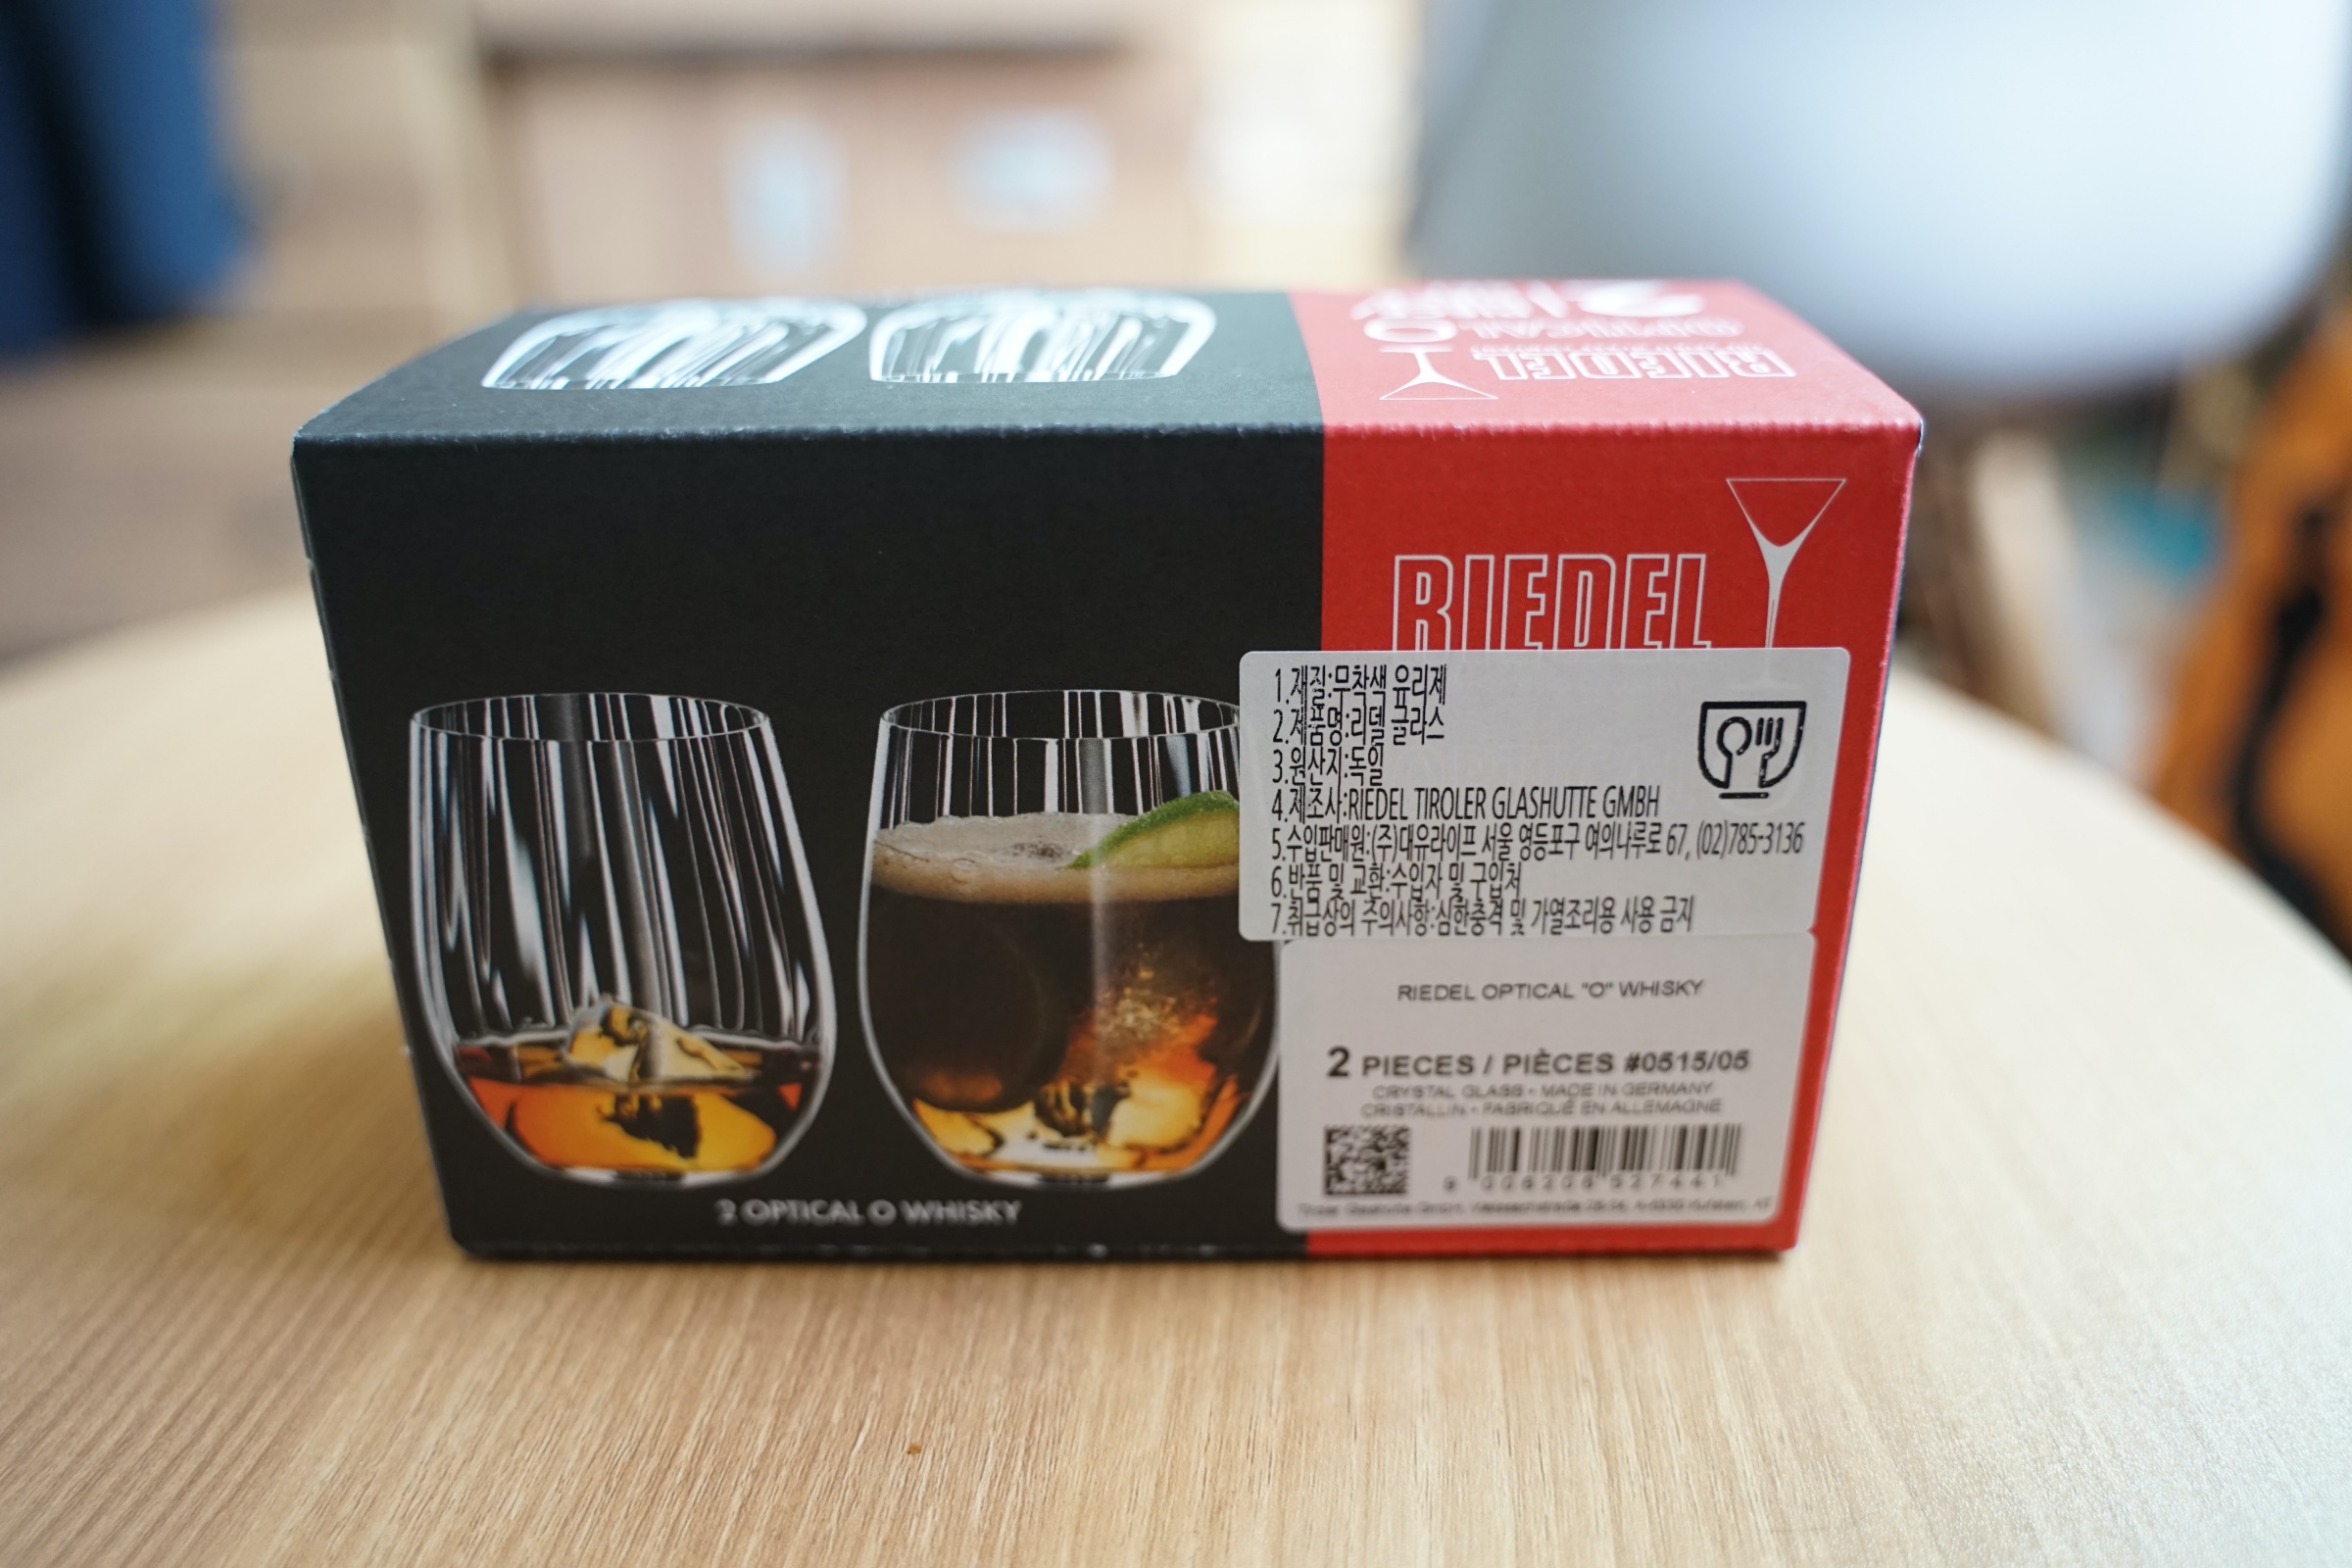 RIEDEL
RIEDEL
1.재질:무착색 유리제
2.제품명:리델 글라스
3.원산지:독일
4.제조사:RIEDEL TIROLER GLASHUTTE GMBH
5.수입판매원:(주)대유라이프 서울 영등포구 여의나루로 67, (02)785-3136
6.반품 및 교환:수입자 및 구입처
7.취급상의 주의사항:심한충격 및 가열조리용 사용 금지
RIEDEL OPTICAL "O" WHISKY
2 PIECES / PIÈCES #0515/05
CRYSTAL GLASS • MADE IN GERMANY
CRISTALLIN • FABRIQUÉ EN ALLEMAGNE
9 006206 527441
2 OPTICAL O WHISKY